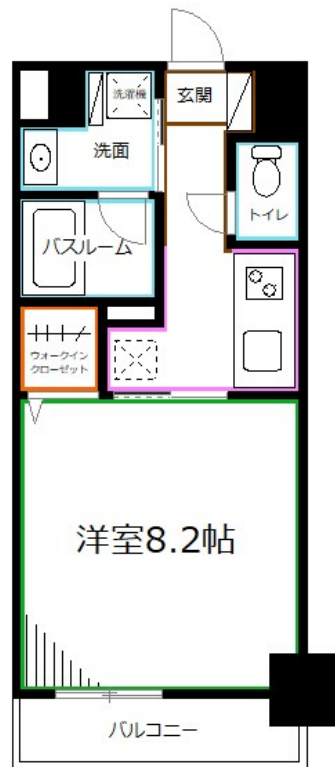 玄関
洗濯機
洗面
トイレ
バスルーム
ウォークイン
クローゼット
洋室8.2帖
バルコニー